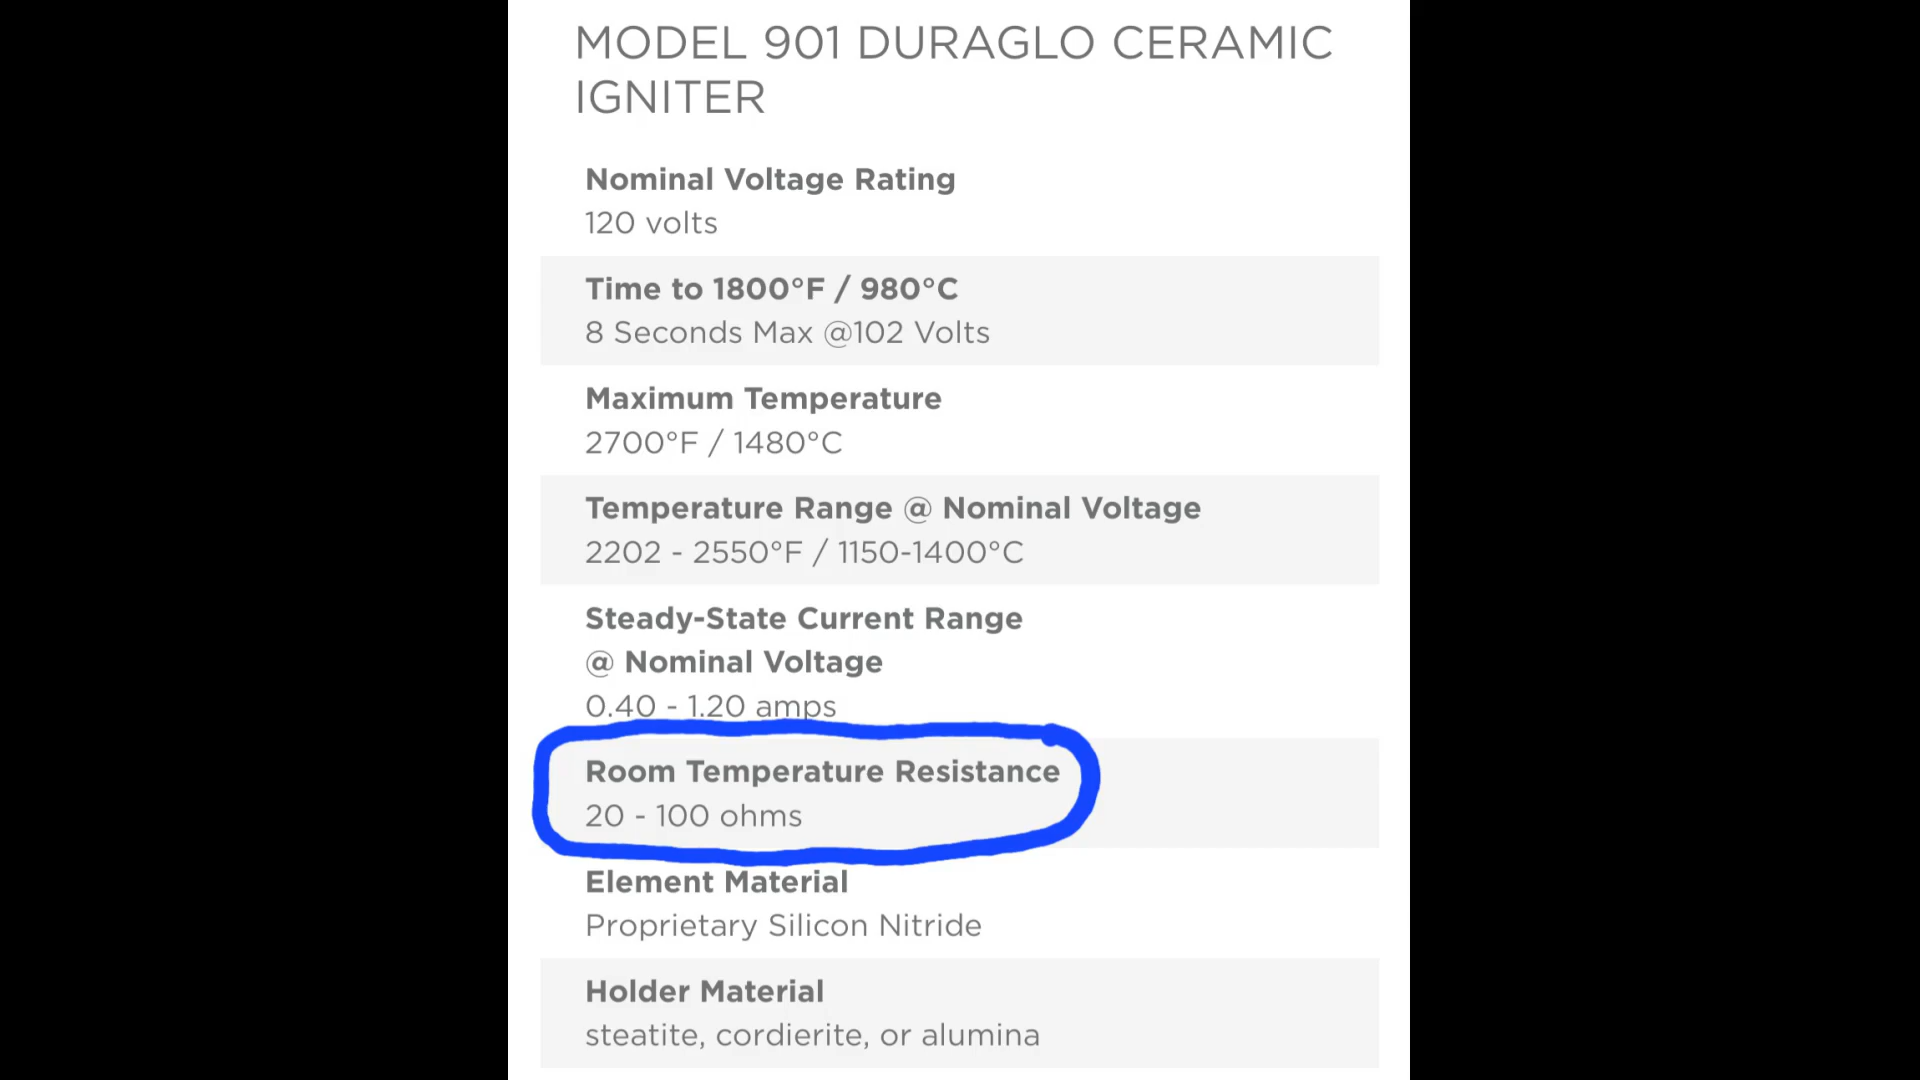 MODEL 901 DURAGLO CERAMIC
IGNITER
Nominal Voltage Rating
120 volts
Time to 1800°F / 980°C
8 Seconds Max @102 Volts
Maximum Temperature
2700°F / 1480°C
Temperature Range @ Nominal Voltage
2202 - 2550°F / 1150-1400°C
Steady-State Current Range
@ Nominal Voltage
0.40 - 1.20 amps
Room Temperature Resistance
20 - 100 ohms
Element Material
Proprietary Silicon Nitride
Holder Material
steatite, cordierite, or alumina